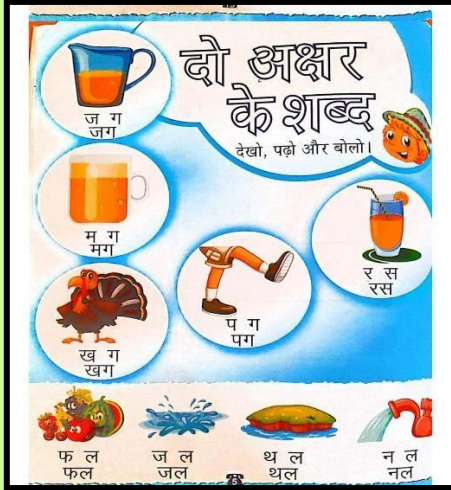 दो अक्षर
के शब्द
देखो, पढ़ो और बोलो।
ज ग
जग
म ग
मग
र स
रस
ख ग
खग
प ग
पग
फ ल
फल
ज ल
जल
थ ल
थल
न ल
नल